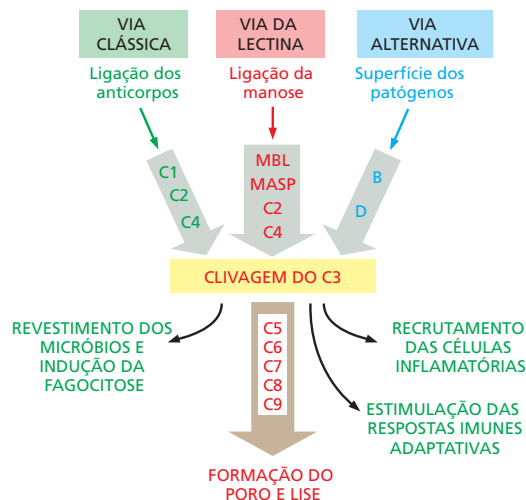 VIA
CLÁSSICA
VIA DA
LECTINA
VIA
ALTERNATIVA
Ligação dos
anticorpos
Ligação da
manose
Superfície dos
patógenos
C1
C2
C4
MBL
MASP
C2
C4
B
D
CLIVAGEM DO C3
REVESTIMENTO DOS
MICRÓBIOS E
INDUÇÃO DA
FAGOCITOSE
C5
C6
C7
C8
C9
RECRUTAMENTO
DAS CÉLULAS
INFLAMATÓRIAS
ESTIMULAÇÃO DAS
RESPOSTAS IMUNES
ADAPTATIVAS
FORMAÇÃO DO
PORO E LISE